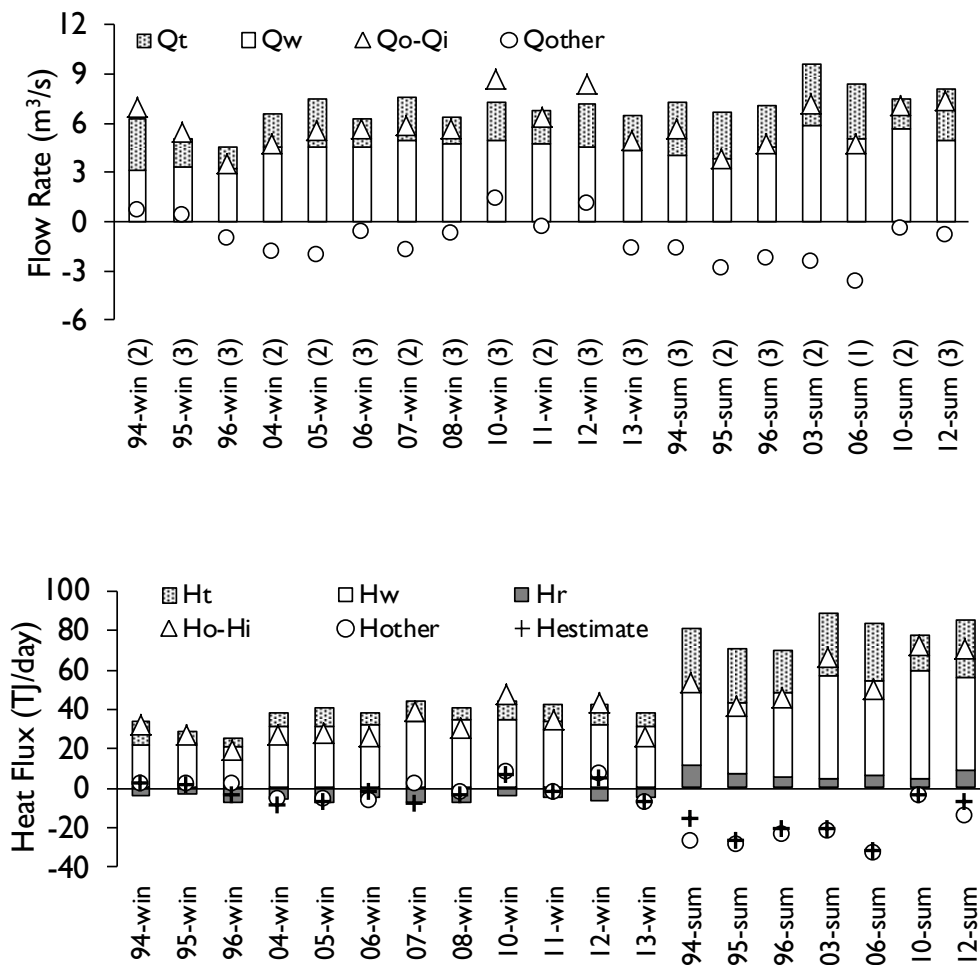 12
9
6
3
0
-3
-6
Flow Rate (m³/s)
Qt Qw Qo-Qi Qother
94-win (2)
95-win (3)
96-win (3)
04-win (2)
05-win (2)
06-win (3)
07-win (2)
08-win (3)
10-win (3)
11-win (2)
12-win (3)
13-win (3)
94-sum (3)
95-sum (2)
96-sum (3)
03-sum (2)
06-sum (1)
10-sum (2)
12-sum (3)
100
80
60
40
20
0
-20
-40
Heat Flux (TJ/day)
Ht Hw Hr
Ho-Hi Hother Hestimate
94-win
95-win
96-win
04-win
05-win
06-win
07-win
08-win
10-win
11-win
12-win
13-win
94-sum
95-sum
96-sum
03-sum
06-sum
10-sum
12-sum